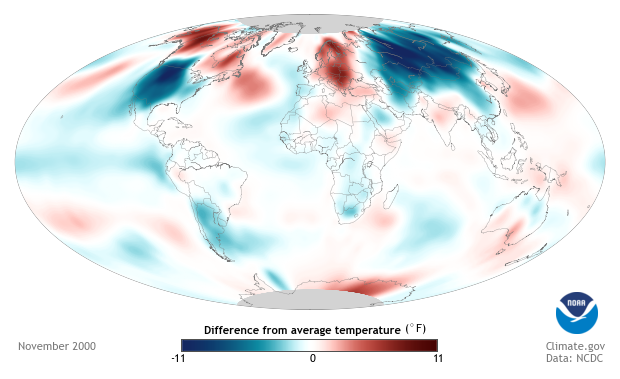 NOAA
Difference from average temperature (°F)
November 2000
-11 0 11
Climate.gov
Data: NCDC